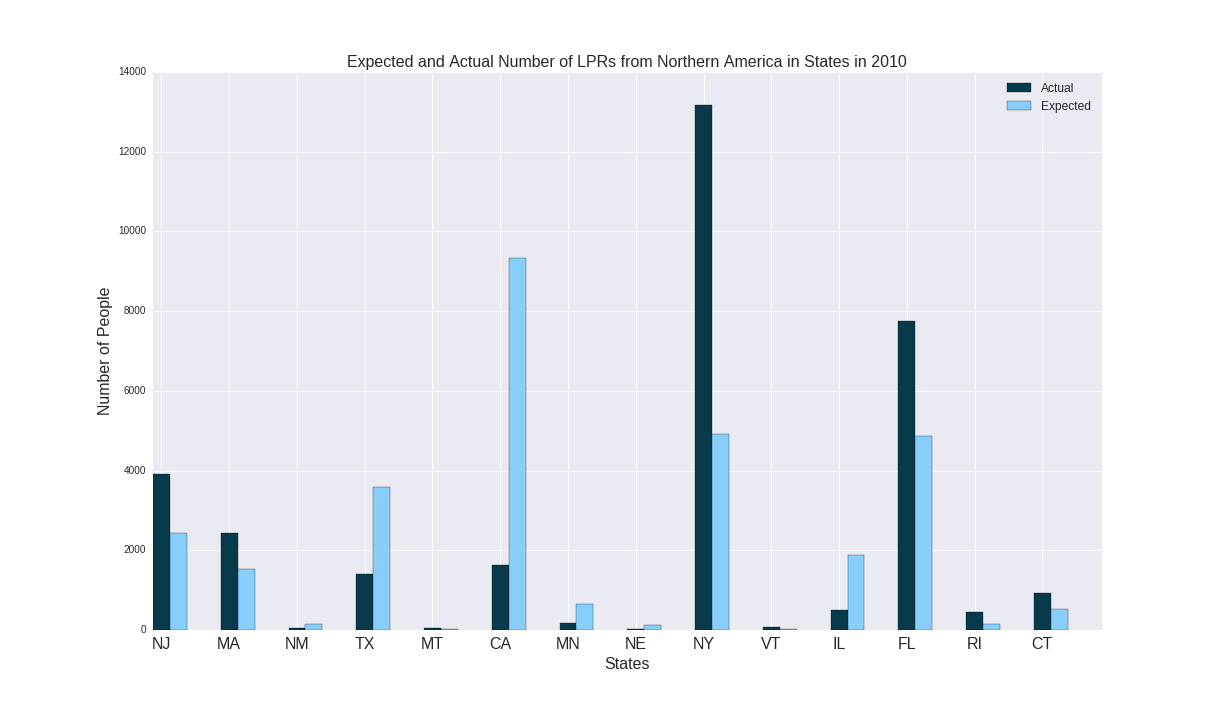 Expected and Actual Number of LPRs from Northern America in States in 2010
14000
12000
10000
8000
6000
4000
2000
0
Number of People
Actual
Expected
NJ MA NM TX MT CA MN NE NY VT IL FL RI CT
States